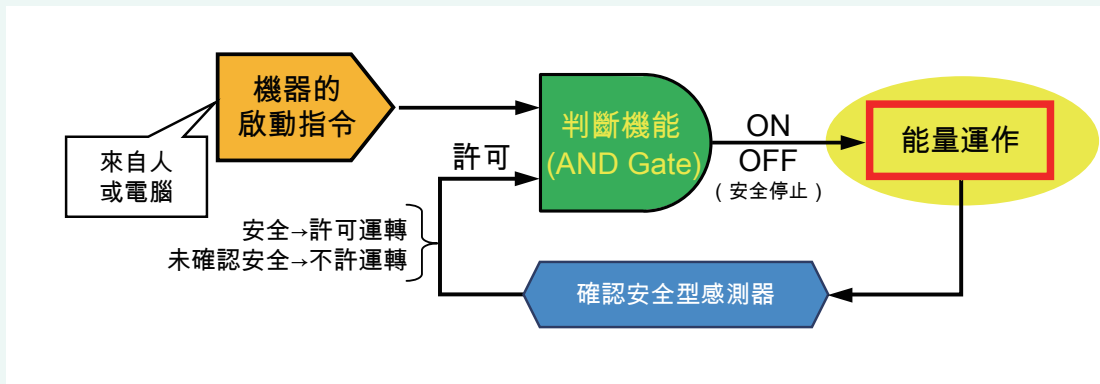 機器的
啟動指令
來自人
或電腦
許可
判斷機能
(AND Gate)
ON
OFF
(安全停止)
能量運作
安全→許可運轉
未確認安全→不許運轉
確認安全型感測器